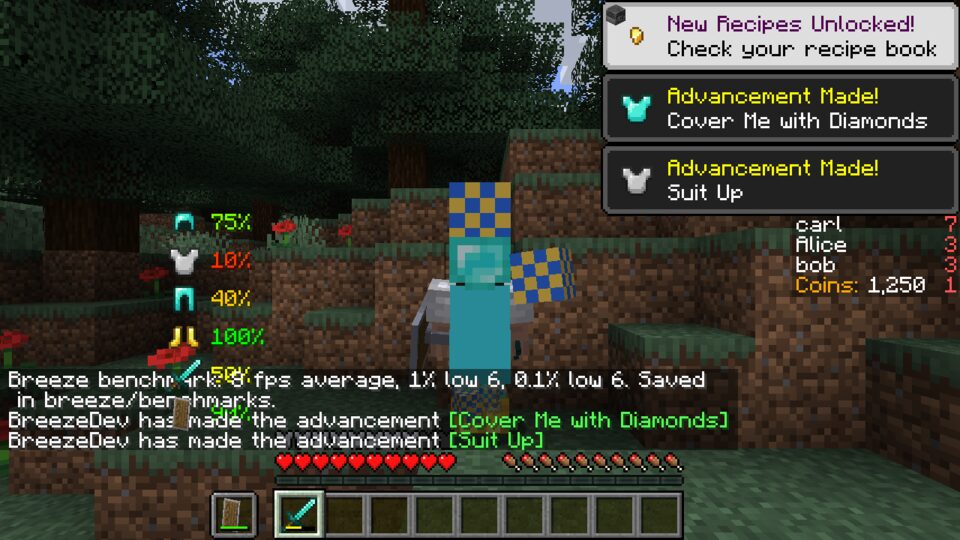 New Recipes Unlocked!
Check your recipe book
Advancement Made!
Cover Me with Diamonds
Advancement Made!
Suit Up
75%
10%
40%
100%
50%
carl 7
Alice 3
bob 3
Coins: 1,250 1
Breeze benchmark: 9 fps average, 1% low 6, 0.1% low 6. Saved
in breeze/benchmarks.
BreezeDev has made the advancement [Cover Me with Diamonds]
BreezeDev has made the advancement [Suit Up]